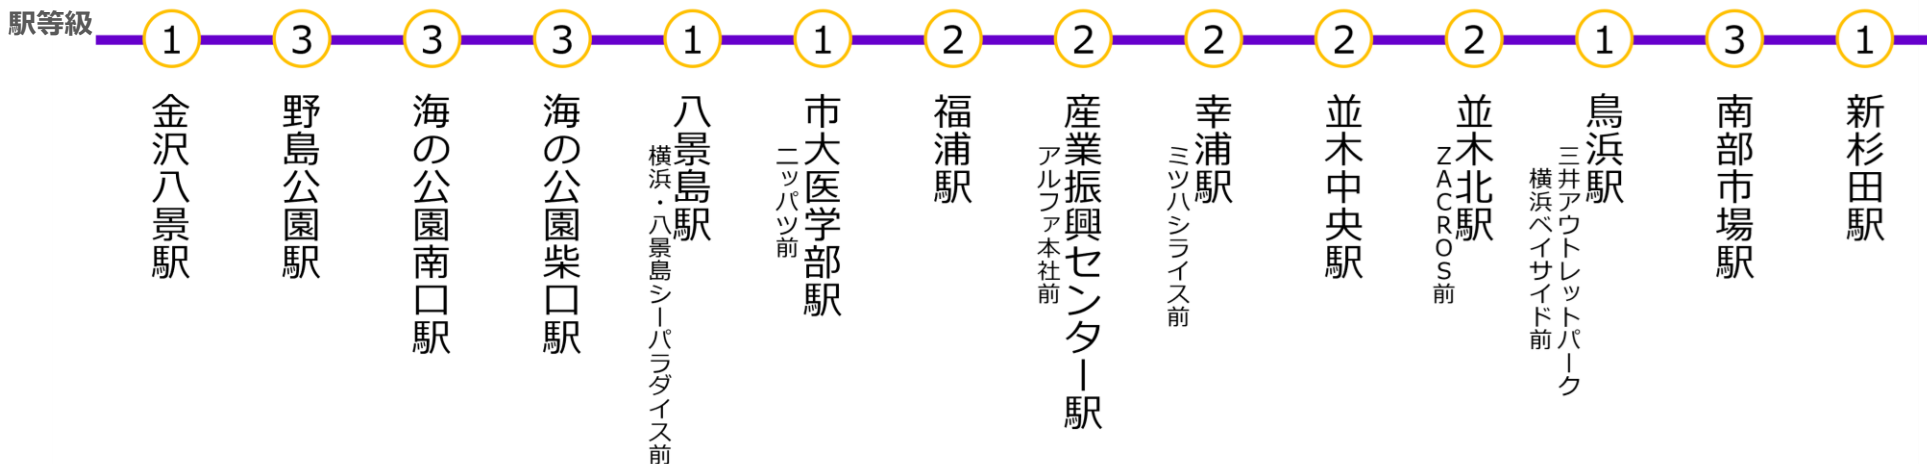 駅等級
1
3
3
3
1
1
2
2
2
2
2
1
3
1
金沢八景駅
野島公園駅
海の公園南口駅
海の公園柴口駅
八景島駅
横浜・八景島シーパラダイス前
市大医学部駅
ニッパツ前
福浦駅
産業振興センター駅
アルファ本社前
幸浦駅
ミツハシライス前
並木中央駅
並木北駅
ZACROS前
鳥浜駅
三井アウトレットパーク
横浜ベイサイド前
南部市場駅
新杉田駅